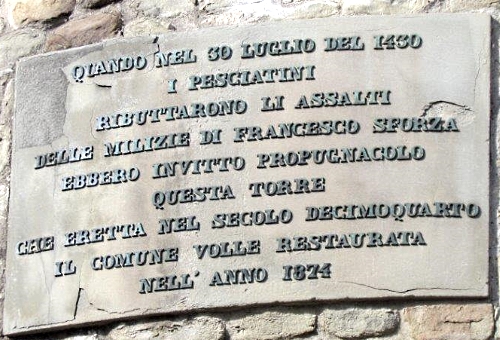 QUANDO NEL 30 LUGLIO DEL 1430
I PESCIATINI
RIBUTTARONO LI ASSALTI
DELLE MILIZIE DI FRANCESCO SFORZA
EBBERO INVITTO PROPUGNACOLO
QUESTA TORRE
CHE ERETTA NEL SECOLO DECIMOQUARTO
IL COMUNE VOLLE RESTAURATA
NELL' ANNO 1874